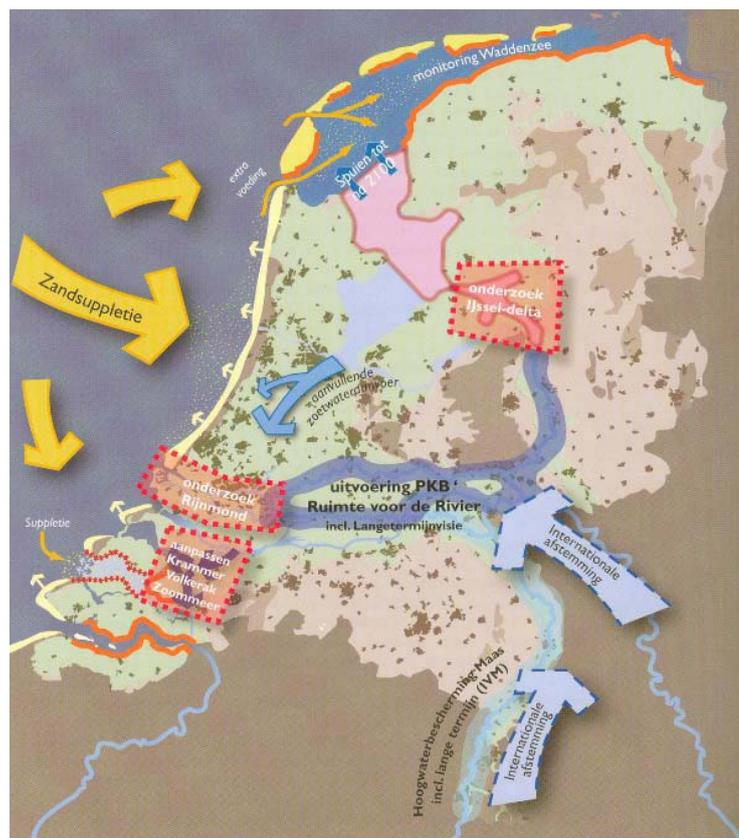 monitoring Waddenzee
extra
voeding
Spuien tot
na 2100
Zandsuppletie
onderzoek
IJssel-delta
aanvullende
zoetwateraanvoer
onderzoek
Rijnmond
uitvoering PKB '
Ruimte voor de Rivier
incl. Langetermijnvisie
Suppletie
aanpassen
Krammer
Volkerak
Zoommeer
Internationale
afstemming
Hoogwaterbescherming Maas
incl. lange termijn (IVM)
Internationale
afstemming